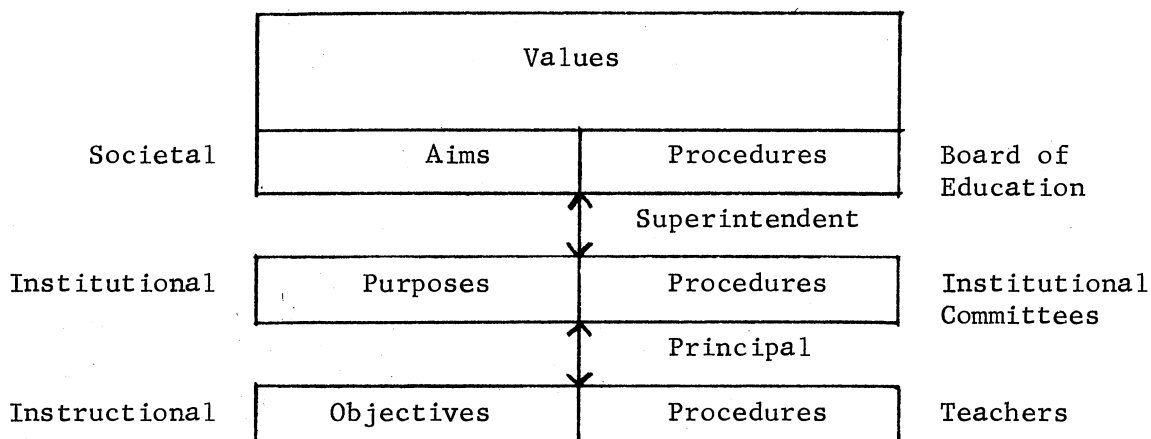 Values
Societal Aims Procedures Board of
Education
Superintendent
Institutional Purposes Procedures Institutional
Committees
Principal
Instructional Objectives Procedures Teachers